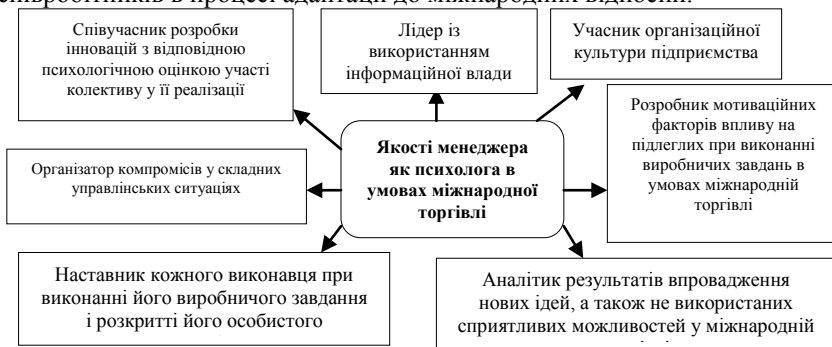 співробітників в процесі адаптації до міжнародних відносин.
Співучасник розробки
інновацій з відповідною
психологічною оцінкою участі
колективу у її реалізації
Лідер із
використанням
інформаційної влади
Учасник організаційної
культури підприємства
Організатор компромісів у складних
управлінських ситуаціях
Якості менеджера
як психолога в
умовах міжнародної
торгівлі
Розробник мотиваційних
факторів впливу на
підлеглих при виконанні
виробничих завдань в
умовах міжнародній
торгівлі
Наставник кожного виконавця при
виконанні його виробничого завдання
і розкритті його особистого
Аналітик результатів впровадження
нових ідей, а також не використаних
сприятливих можливостей у міжнародній